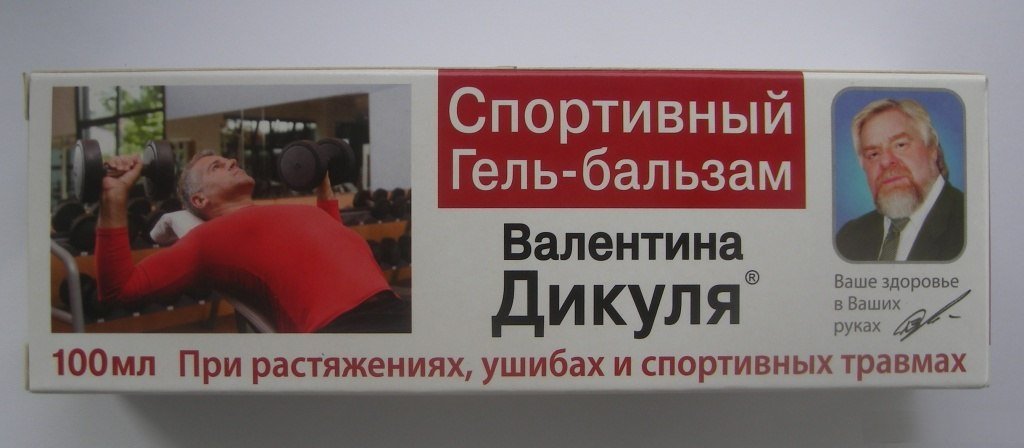 Спортивный
Гель-бальзам
Валентина
Дикуля®
Ваше здоровье
в Ваших
руках
100мл При растяжениях, ушибах и спортивных травмах